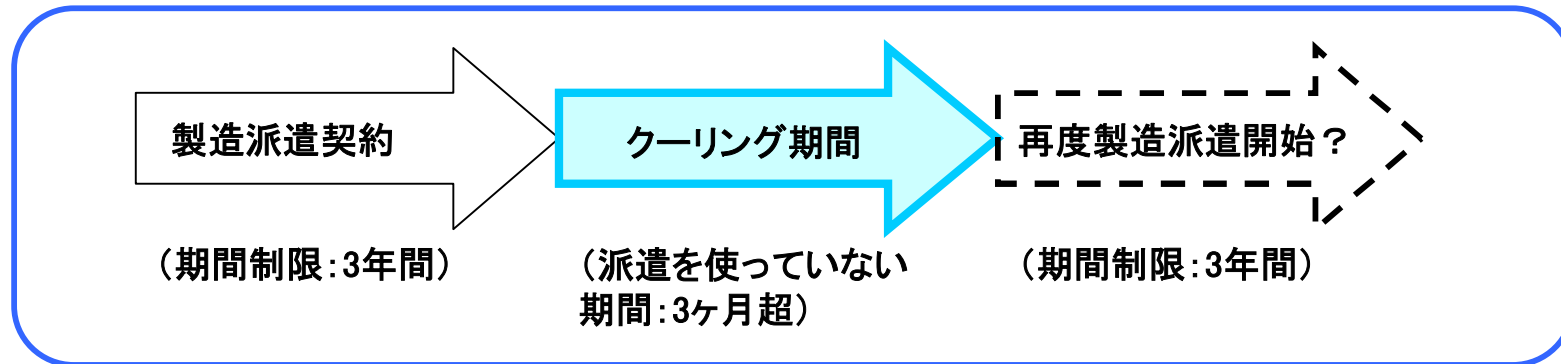 製造派遣契約
クーリング期間
再度製造派遣開始？
（期間制限：3年間）
（派遣を使っていない
期間：3ヶ月超）
（期間制限：3年間）